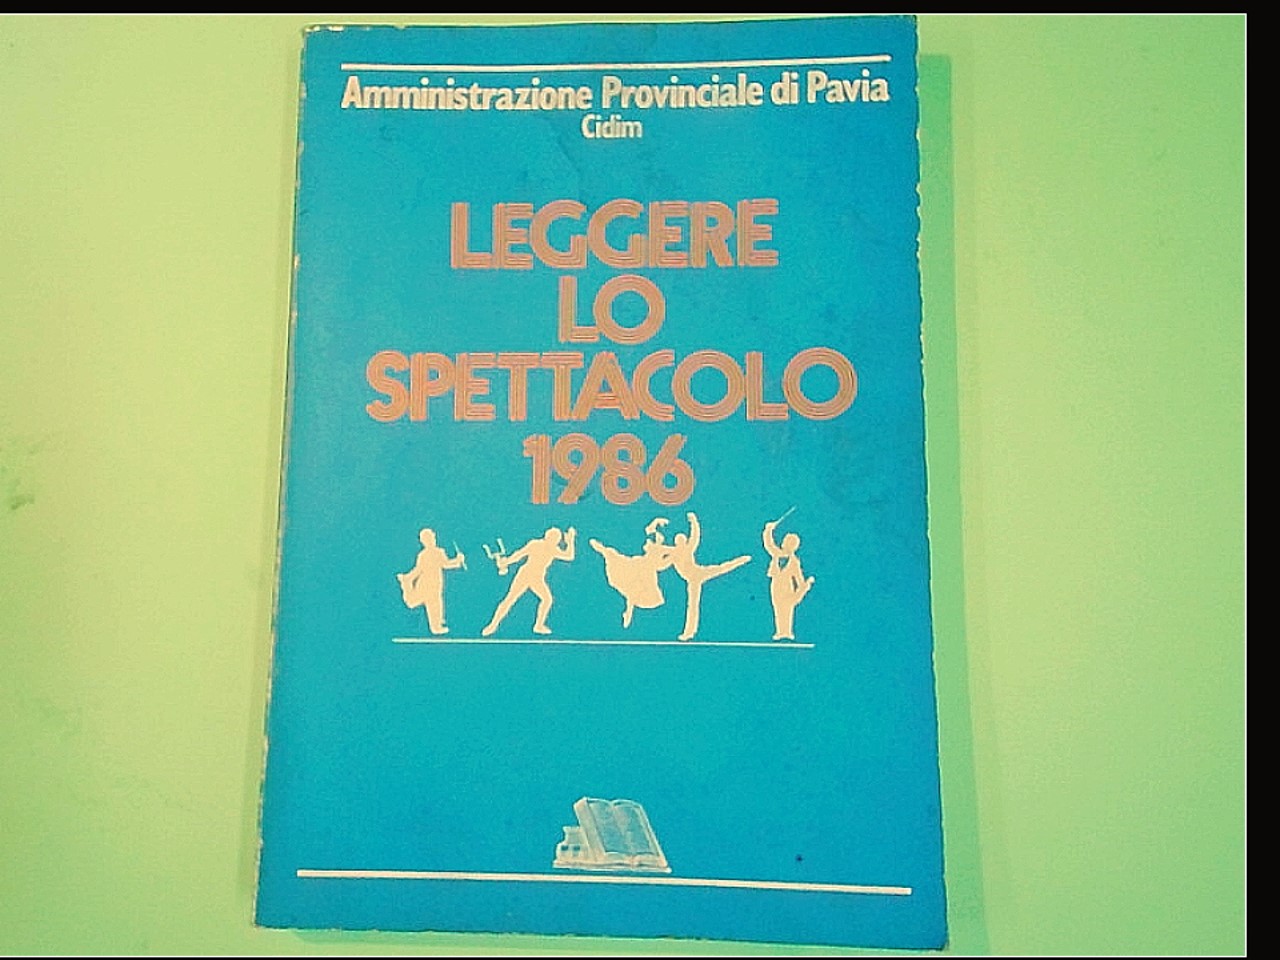 Amministrazione Provinciale di Pavia
Cidim
LEGGERE
LO
SPETTACOLO
1986